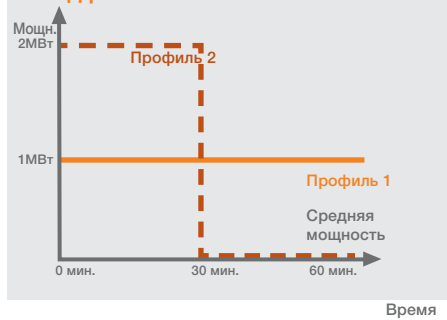 Мощн.
2МВт
Профиль 2
1МВт
Профиль 1
Средняя
мощность
0 мин.
30 мин.
60 мин.
Время